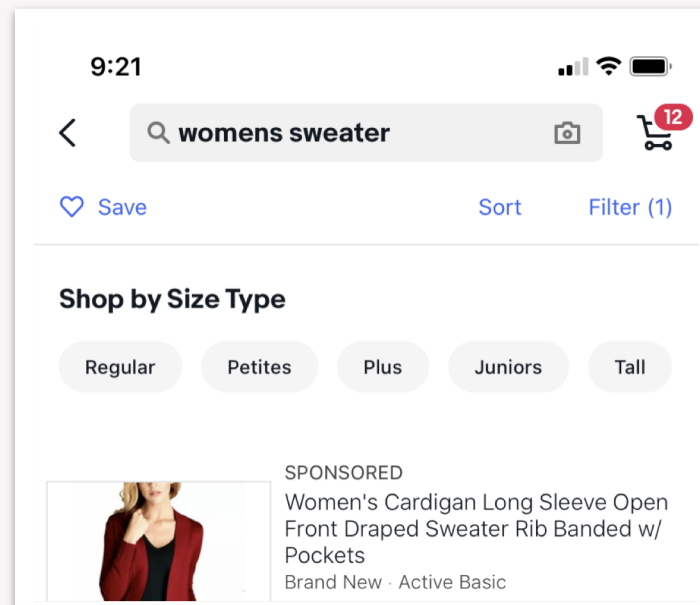 9:21
womens sweater
12
Save
Sort
Filter (1)
Shop by Size Type
Regular
Petites
Plus
Juniors
Tall
SPONSORED
Women's Cardigan Long Sleeve Open
Front Draped Sweater Rib Banded w/
Pockets
Brand New · Active Basic